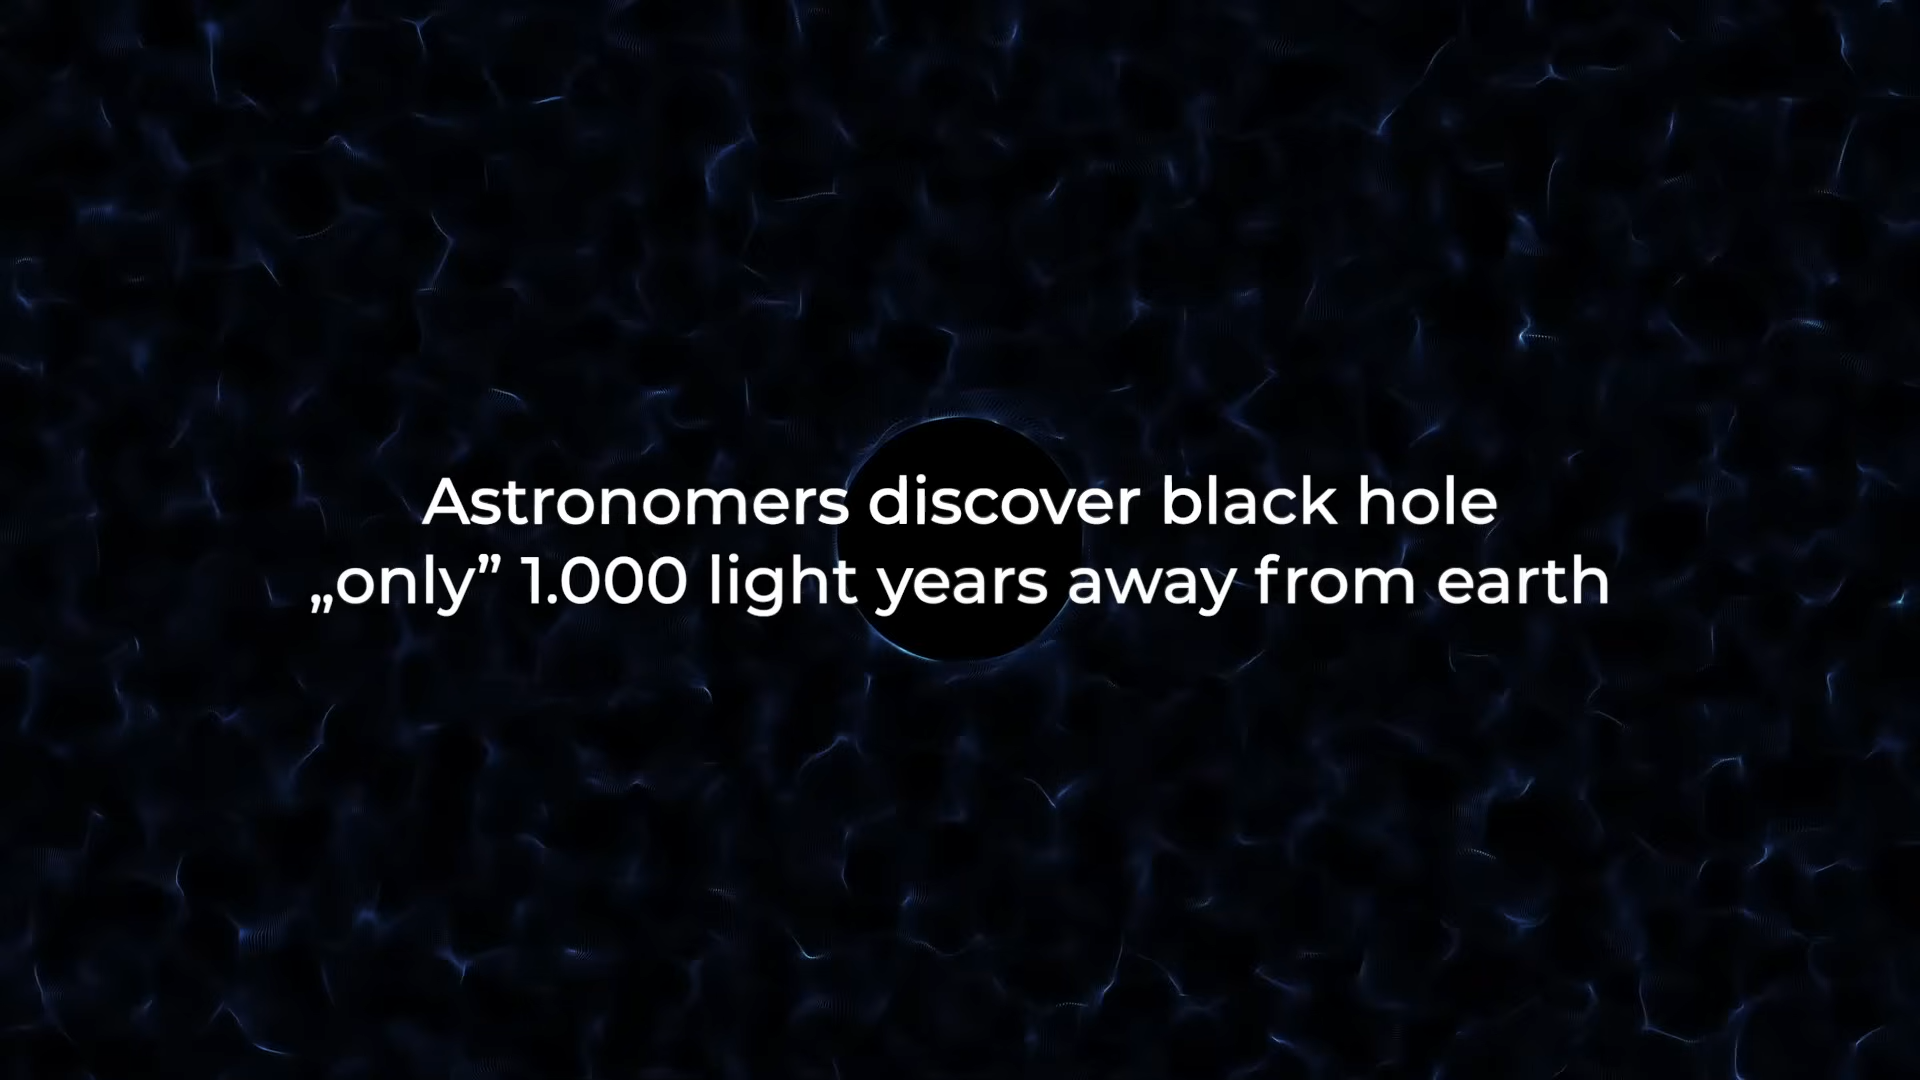 Astronomers discover black hole
„only” 1.000 light years away from earth